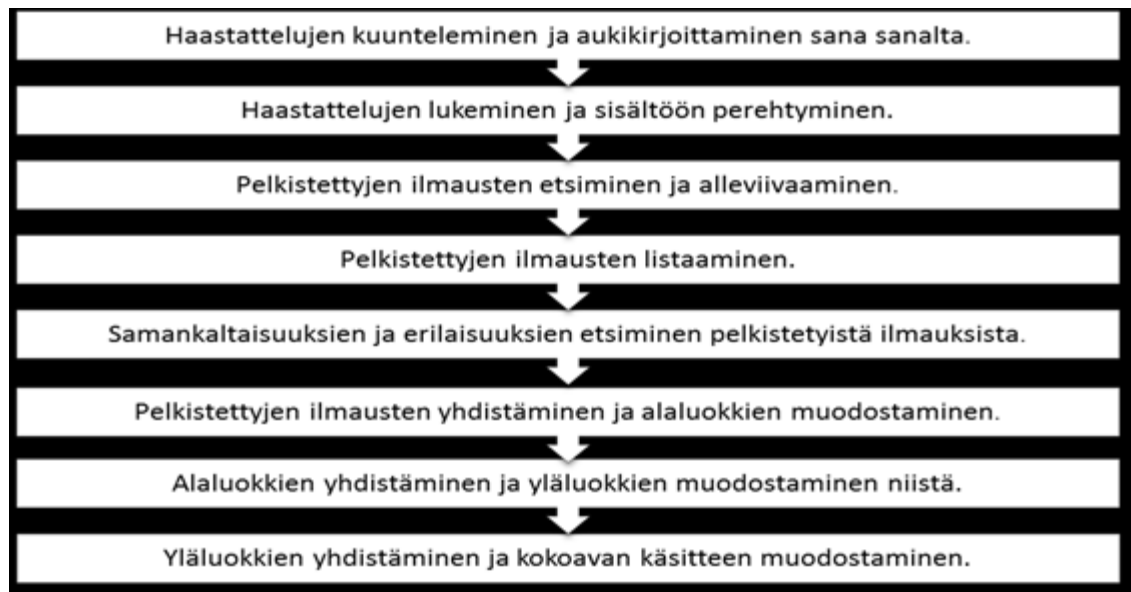 Haastattelujen kuunteleminen ja aukikirjoittaminen sana sanalta.
Haastattelujen lukeminen ja sisältöön perehtyminen.
Pelkistettyjen ilmausten etsiminen ja alleviivaaminen.
Pelkistettyjen ilmausten listaaminen.
Samankaltaisuuksien ja erilaisuuksien etsiminen pelkistetyistä ilmauksista.
Pelkistettyjen ilmausten yhdistäminen ja alaluokkien muodostaminen.
Alaluokkien yhdistäminen ja yläluokkien muodostaminen niistä.
Yläluokkien yhdistäminen ja kokoavan käsitteen muodostaminen.